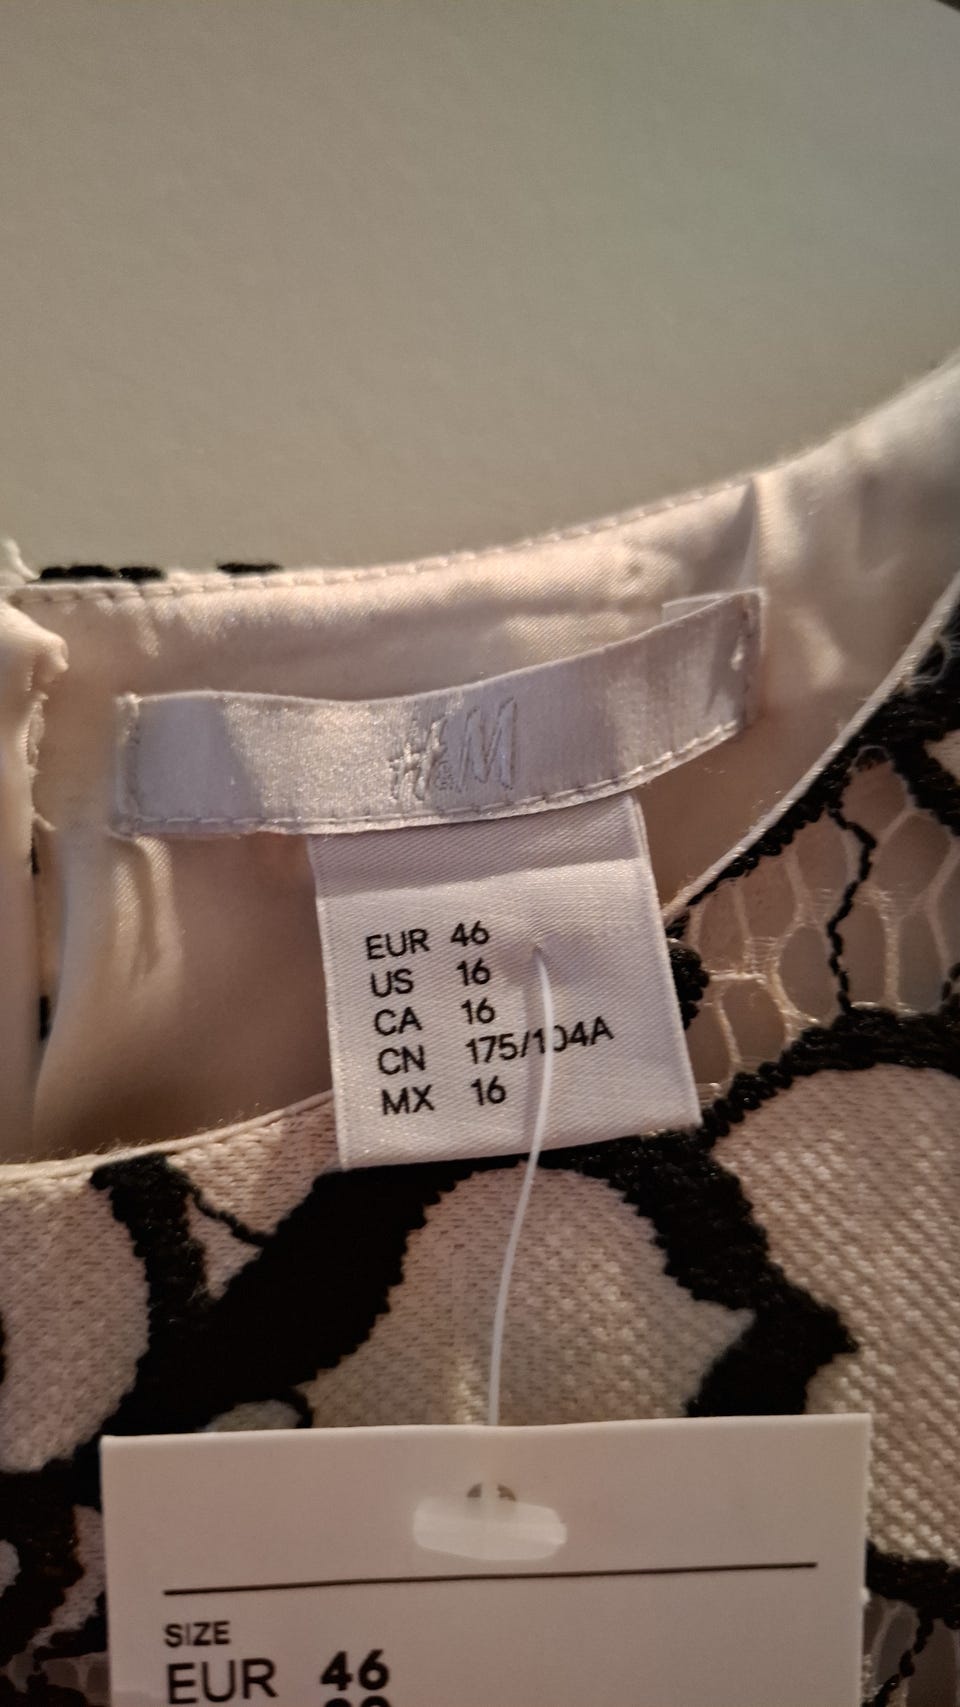 H&M
EUR 46
US 16
CA 16
CN 175/104A
MX 16
SIZE
EUR 46